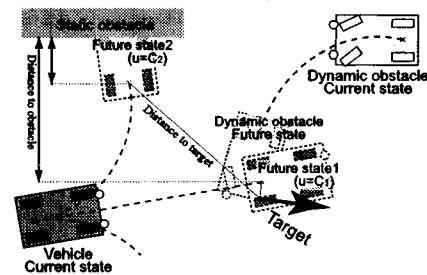 Static obstacle
Future state2
(u=C2)
Distance to obstacle
Distance to target
Dynamic obstacle
Current state
Dynamic obstacle
Future state
Future state1
(u=C1)
Target
Vehicle
Current state